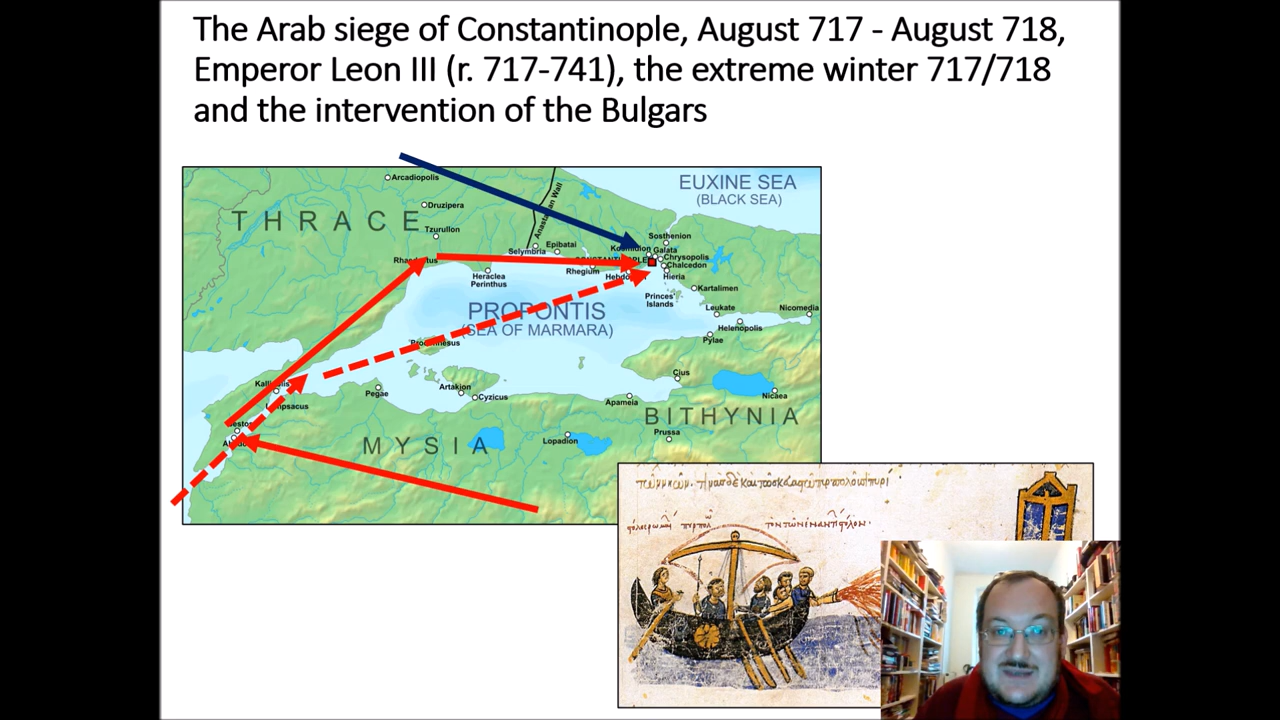 The Arab siege of Constantinople, August 717 - August 718,
Emperor Leon III (r. 717-741), the extreme winter 717/718
and the intervention of the Bulgars
EUXINE SEA
(BLACK SEA)
Arcadiopolis
THRACE
Druzipera
Anastasian Wall
Tzurullon
Sosthenion
Epibatai
Selymbria
Galata
Chrysopolis
Chalcedon
Rhegium
Hieria
Heraclea
Perinthus
Kartalimen
Princes'
Islands
PROPONTIS
(SEA OF MARMARA)
Leukate
Nicomedia
Helenopolis
Pylae
Cius
Artakion
Pegae
Cyzicus
Apameia
Nicaea
BITHYNIA
MYSIA
Lopadion
Prussa